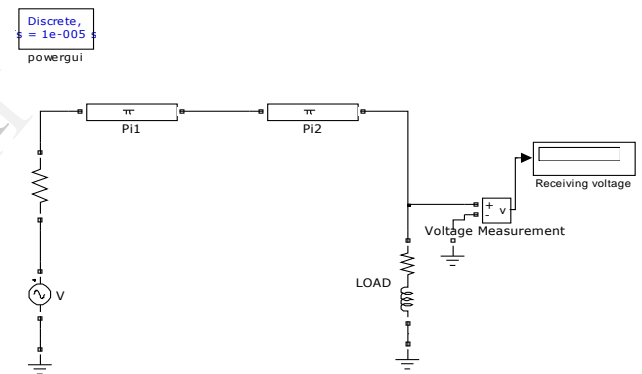 Discrete,
s = 1e-005 s
powergui
Pi1
Pi2
Receiving voltage
+
-
v
Voltage Measurement
LOAD
V